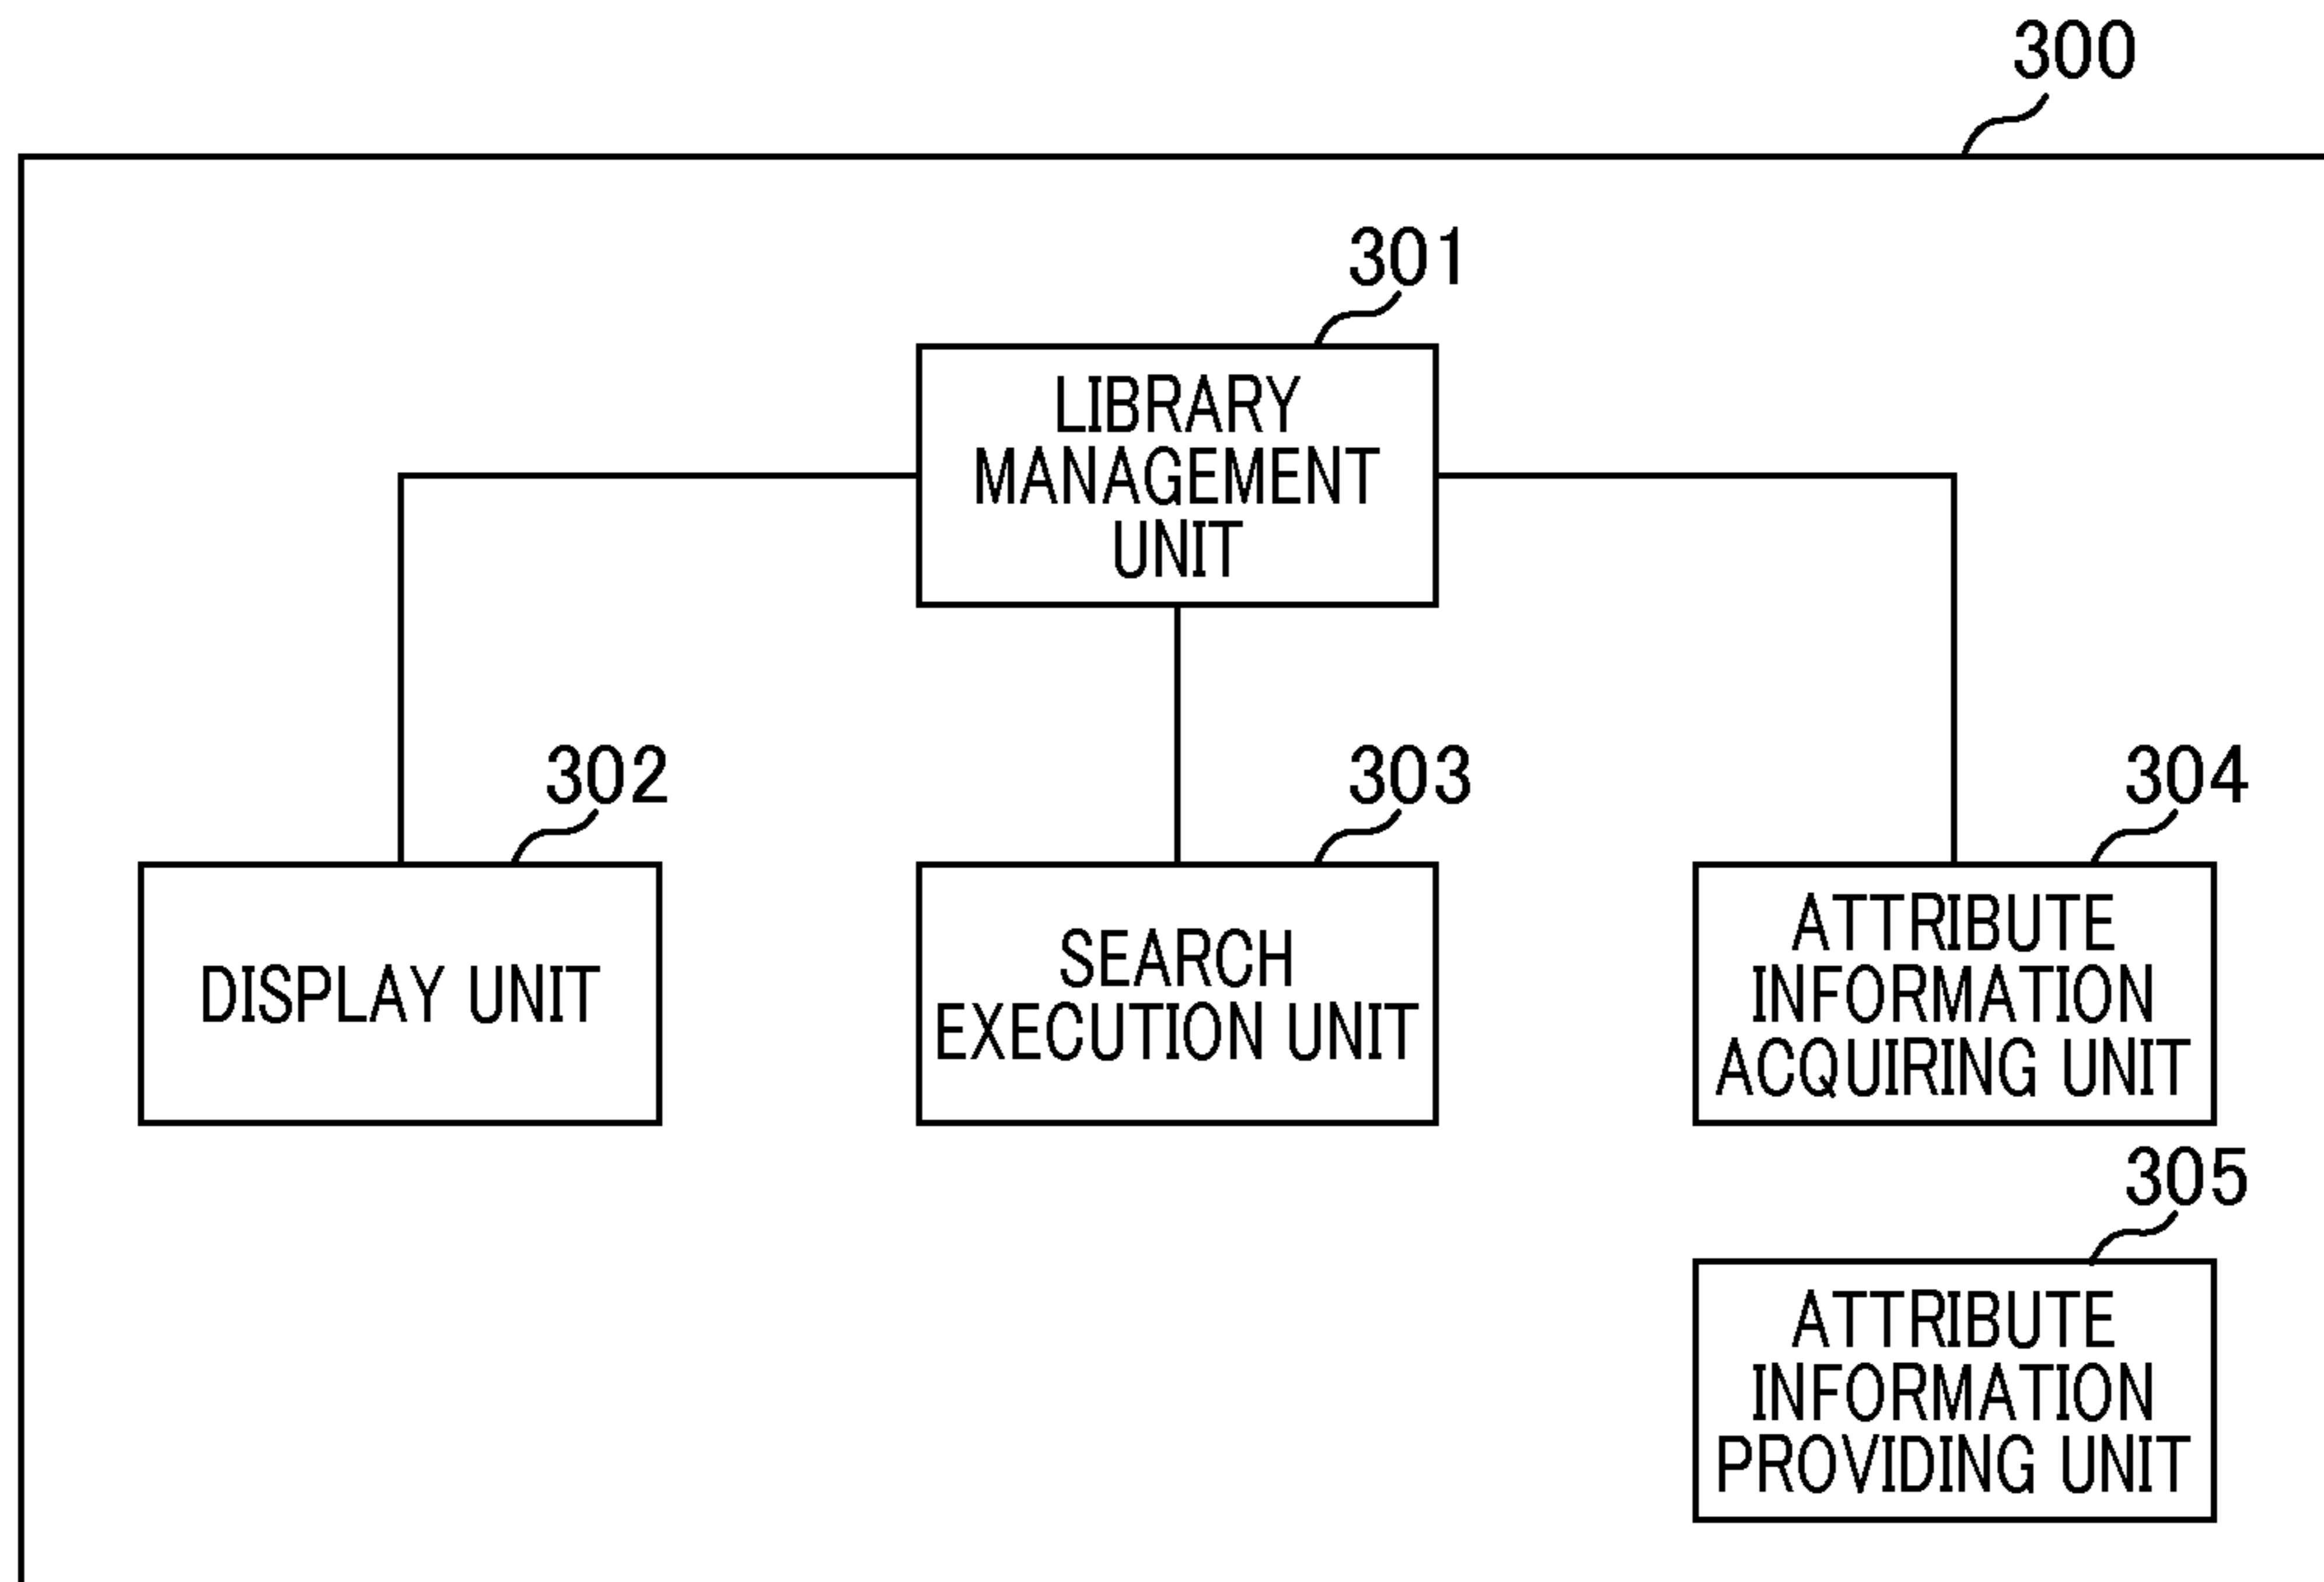 300
301
LIBRARY
MANAGEMENT
UNIT
302
DISPLAY UNIT
303
SEARCH
EXECUTION UNIT
304
ATTRIBUTE
INFORMATION
ACQUIRING UNIT
305
ATTRIBUTE
INFORMATION
PROVIDING UNIT